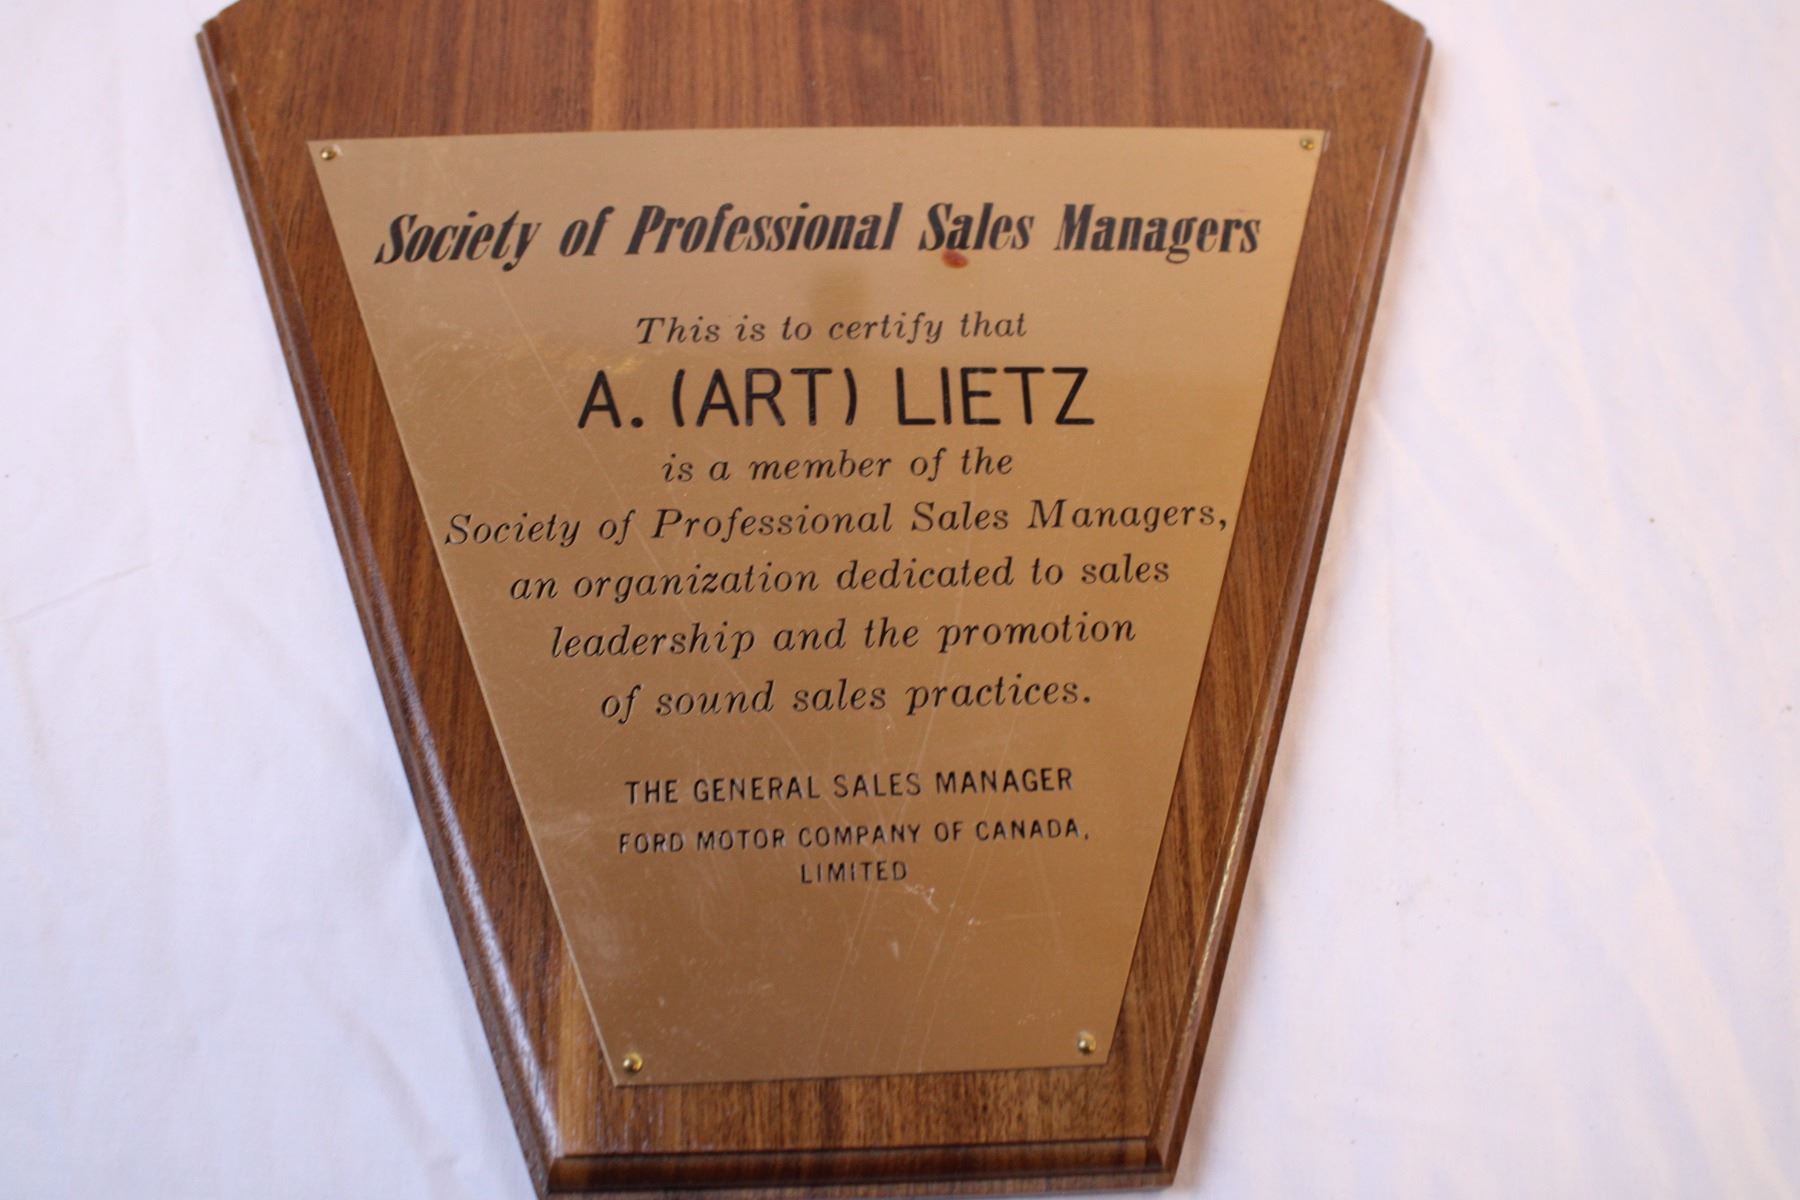 Society of Professional Sales Managers
This is to certify that
A. (ART) LIETZ
is a member of the
Society of Professional Sales Managers,
an organization dedicated to sales
leadership and the promotion
of sound sales practices.
THE GENERAL SALES MANAGER
FORD MOTOR COMPANY OF CANADA,
LIMITED